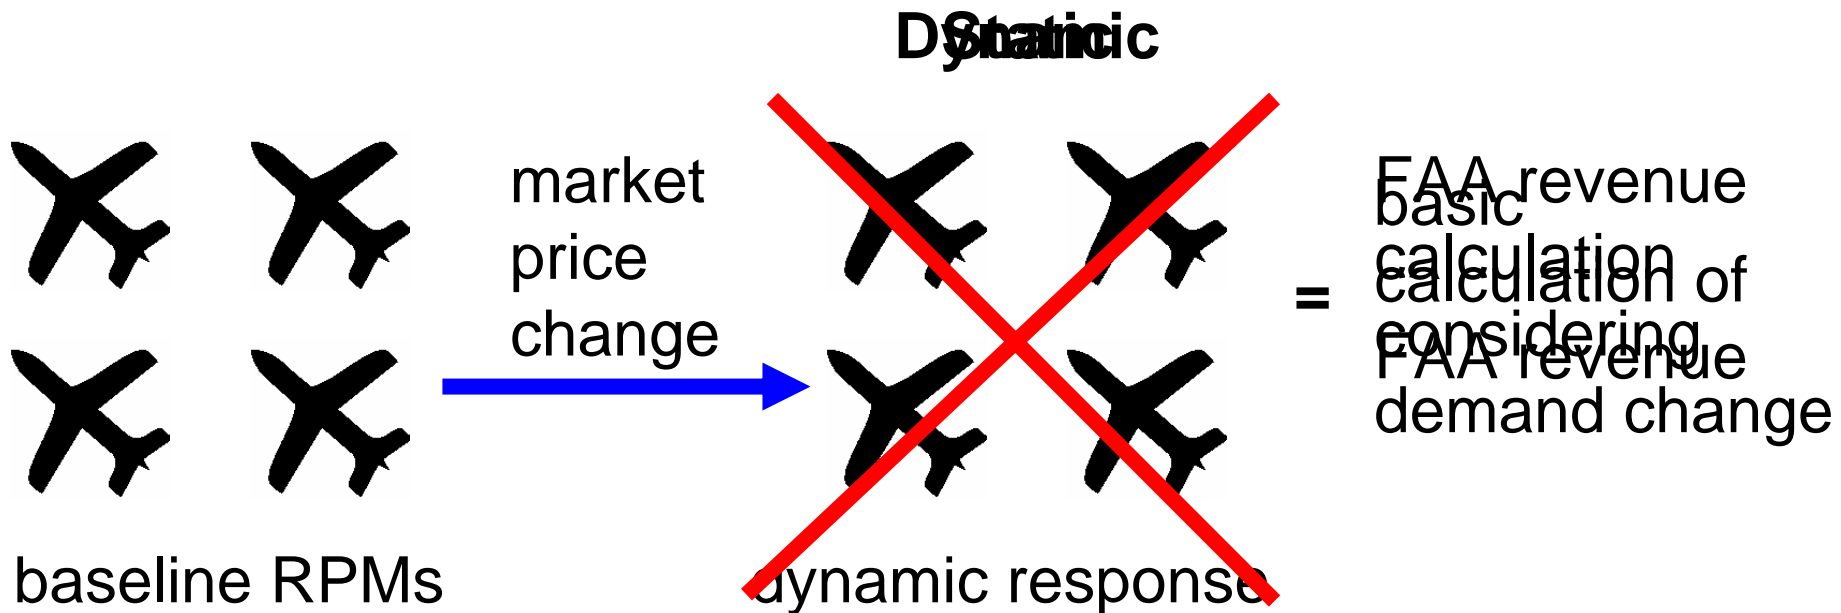 Dynamic
Static
market
price
change
FAA revenue
calculation
considering
demand change
basic
calculation of
FAA revenue
=
baseline RPMs
dynamic response